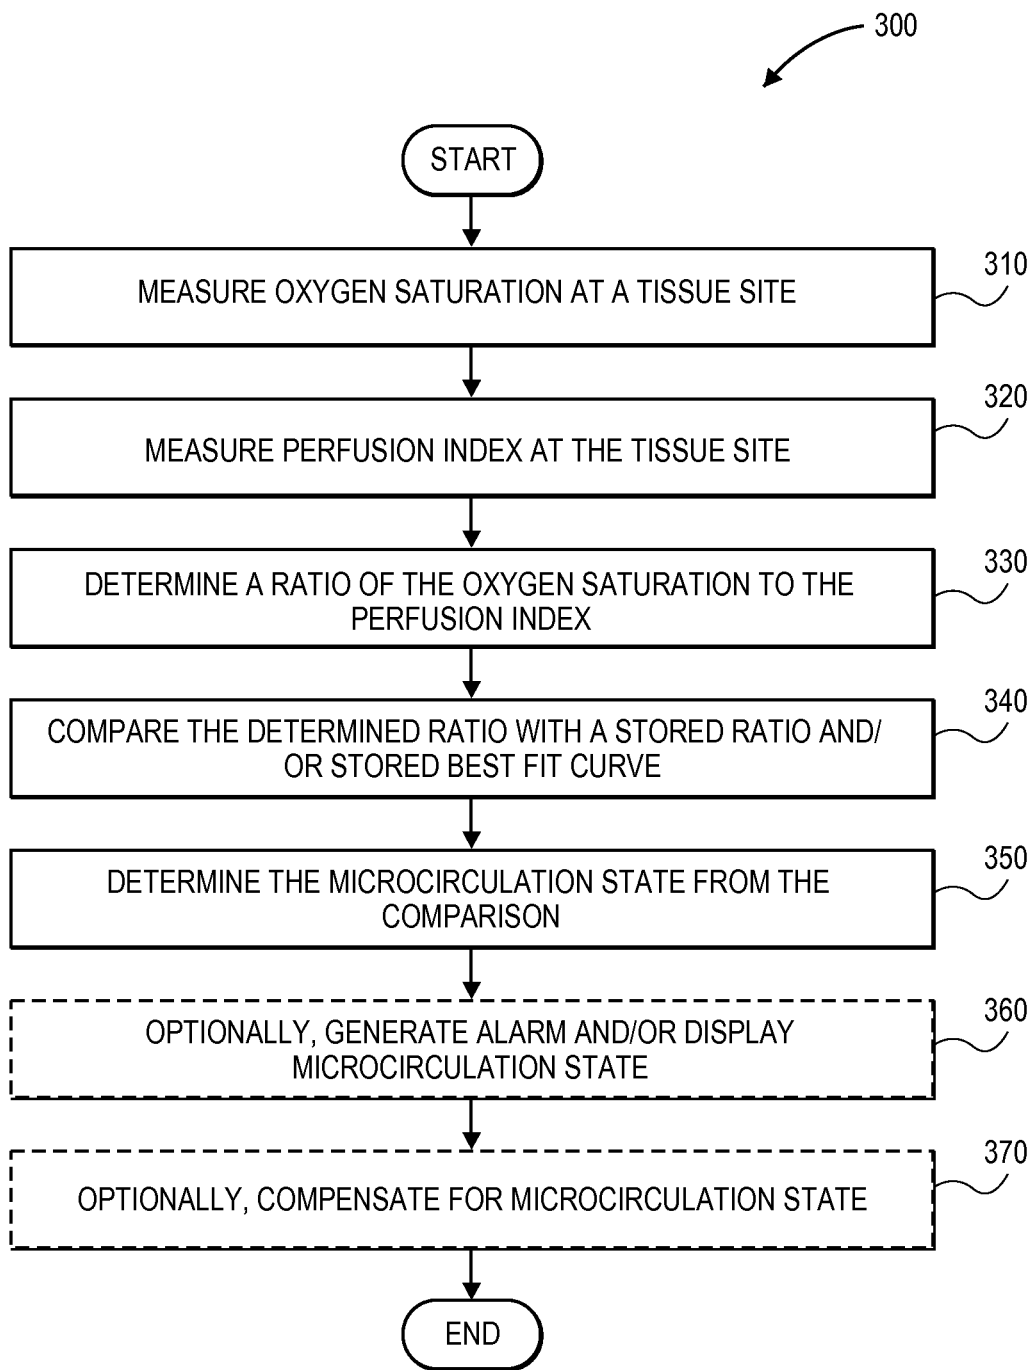 300
START
MEASURE OXYGEN SATURATION AT A TISSUE SITE
310
MEASURE PERFUSION INDEX AT THE TISSUE SITE
320
DETERMINE A RATIO OF THE OXYGEN SATURATION TO THE
PERFUSION INDEX
330
COMPARE THE DETERMINED RATIO WITH A STORED RATIO AND/
OR STORED BEST FIT CURVE
340
DETERMINE THE MICROCIRCULATION STATE FROM THE
COMPARISON
350
OPTIONALLY, GENERATE ALARM AND/OR DISPLAY
MICROCIRCULATION STATE
360
OPTIONALLY, COMPENSATE FOR MICROCIRCULATION STATE
370
END